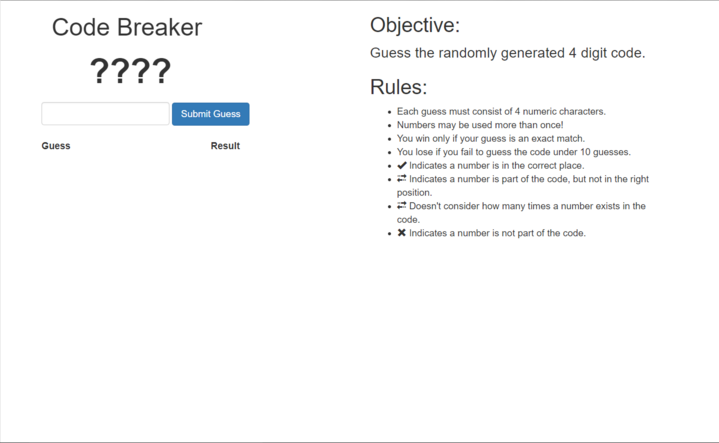 Code Breaker
????
Submit Guess
Guess Result
Objective:
Guess the randomly generated 4 digit code.
Rules:
Each guess must consist of 4 numeric characters.
Numbers may be used more than once!
You win only if your guess is an exact match.
You lose if you fail to guess the code under 10 guesses.
Indicates a number is in the correct place.
Indicates a number is part of the code, but not in the right
position.
Doesn't consider how many times a number exists in the
code.
Indicates a number is not part of the code.